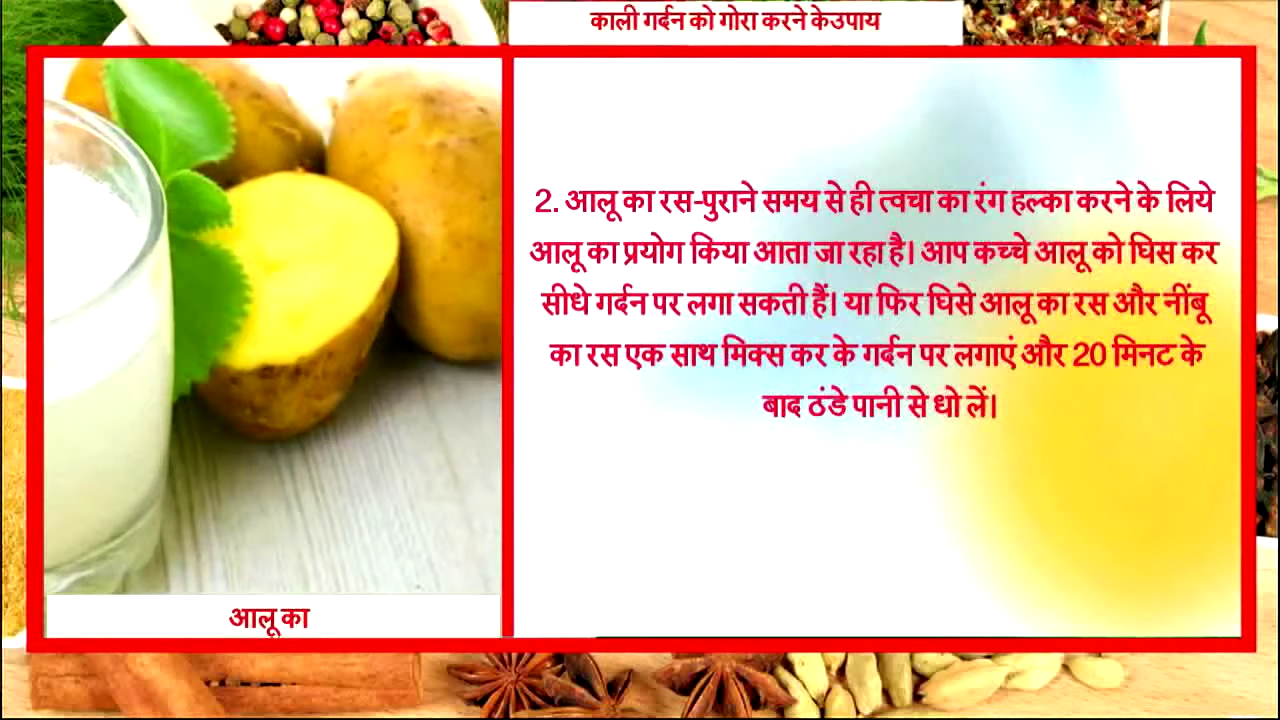 काली गर्दन को गोरा करने केउपाय
2. आलू का रस-पुराने समय से ही त्वचा का रंग हल्का करने के लिये
आलू का प्रयोग किया आता जा रहा है। आप कच्चे आलू को घिस कर
सीधे गर्दन पर लगा सकती हैं। या फिर घिसे आलू का रस और नींबू
का रस एक साथ मिक्स कर के गर्दन पर लगाएं और 20 मिनट के
बाद ठंडे पानी से धो लें।
आलू का